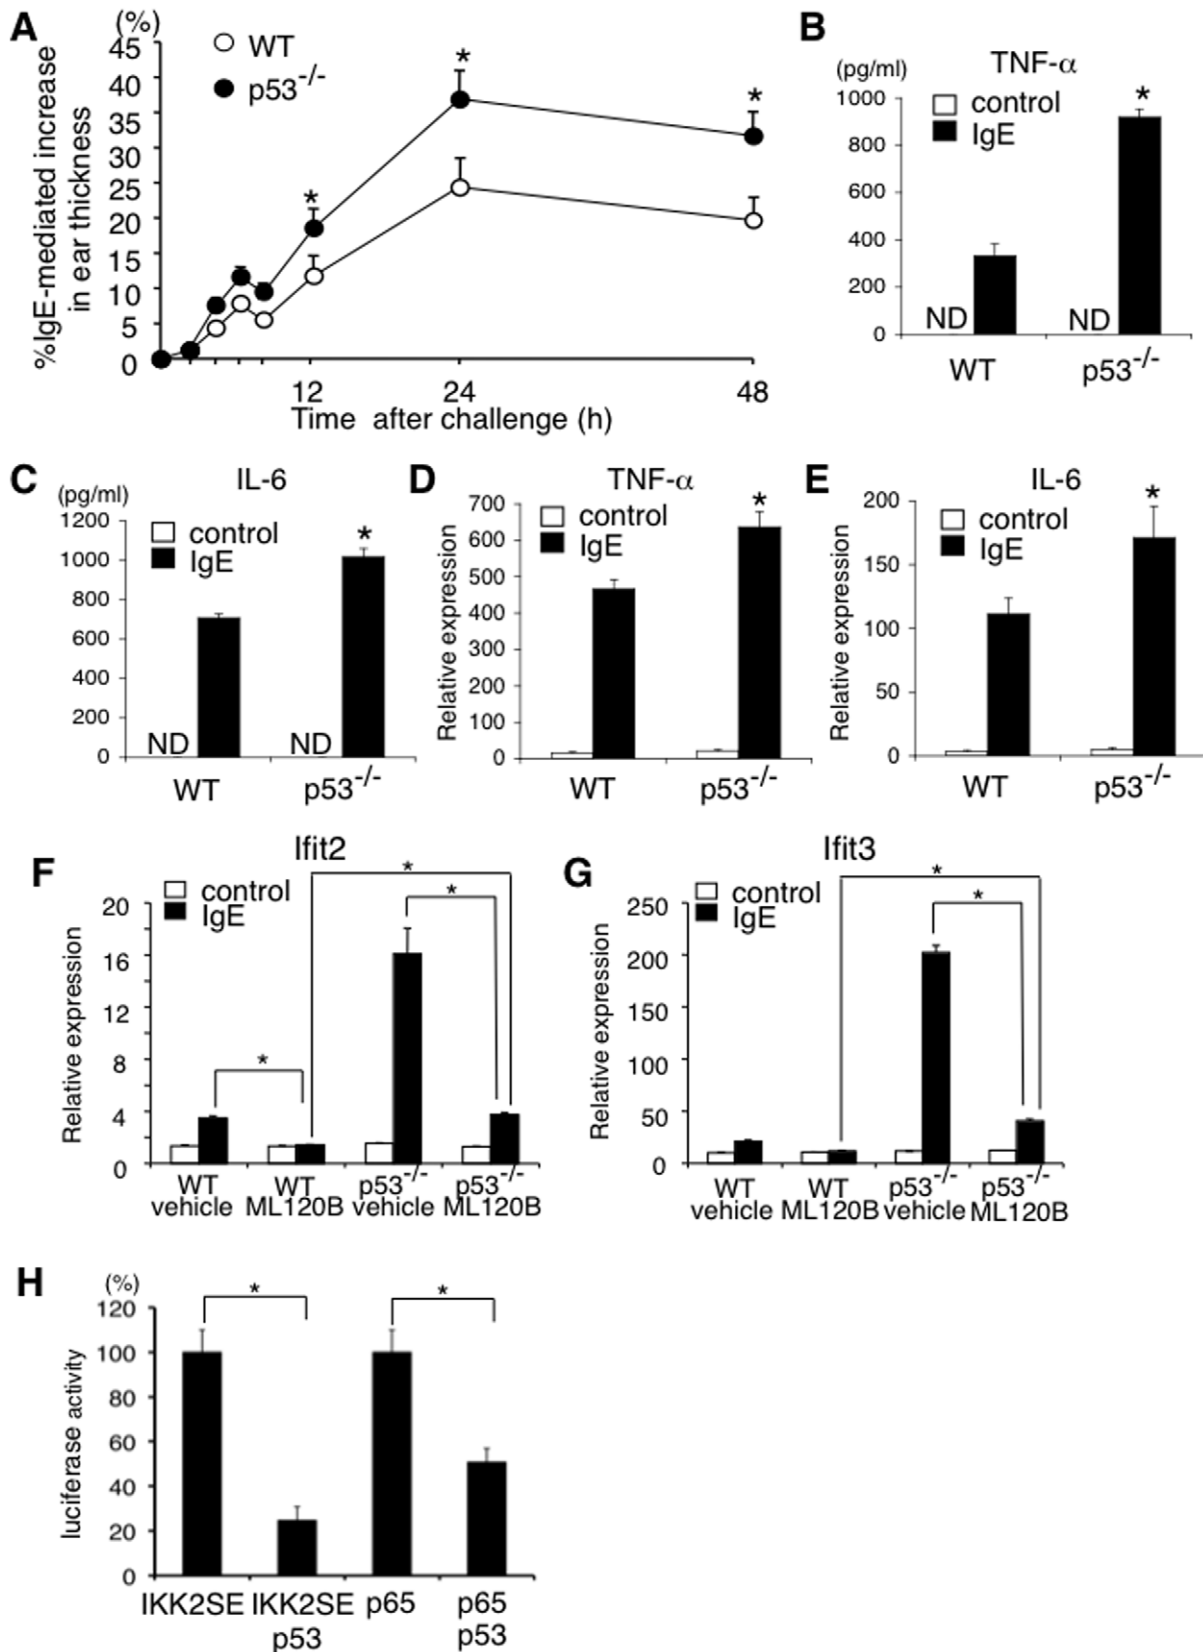 A
(%)
45
40
35
30
25
20
15
10
5
0
WT
p53-/-
*
*
*
%IgE-mediated increase
in ear thickness
12
24
48
Time after challenge (h)
B
TNF-α
(pg/ml)
1000
800
600
400
200
0
control
IgE
*
ND
ND
WT
p53-/-
C
IL-6
(pg/ml)
1200
1000
800
600
400
200
0
control
IgE
*
ND
ND
WT
p53-/-
D
TNF-α
700
600
500
400
300
200
100
0
control
IgE
*
Relative expression
WT
p53-/-
E
IL-6
200
150
100
50
0
control
IgE
*
Relative expression
WT
p53-/-
F
Ifit2
control
IgE
20
16
12
8
4
0
*
*
*
Relative expression
WT
vehicle
WT
ML120B
p53-/-
vehicle
p53-/-
ML120B
G
Ifit3
control
IgE
250
200
150
100
50
0
*
*
Relative expression
WT
vehicle
WT
ML120B
p53-/-
vehicle
p53-/-
ML120B
H
(%)
120
100
80
60
40
20
0
*
*
luciferase activity
IKK2SE
IKK2SE
p53
p65
p65
p53